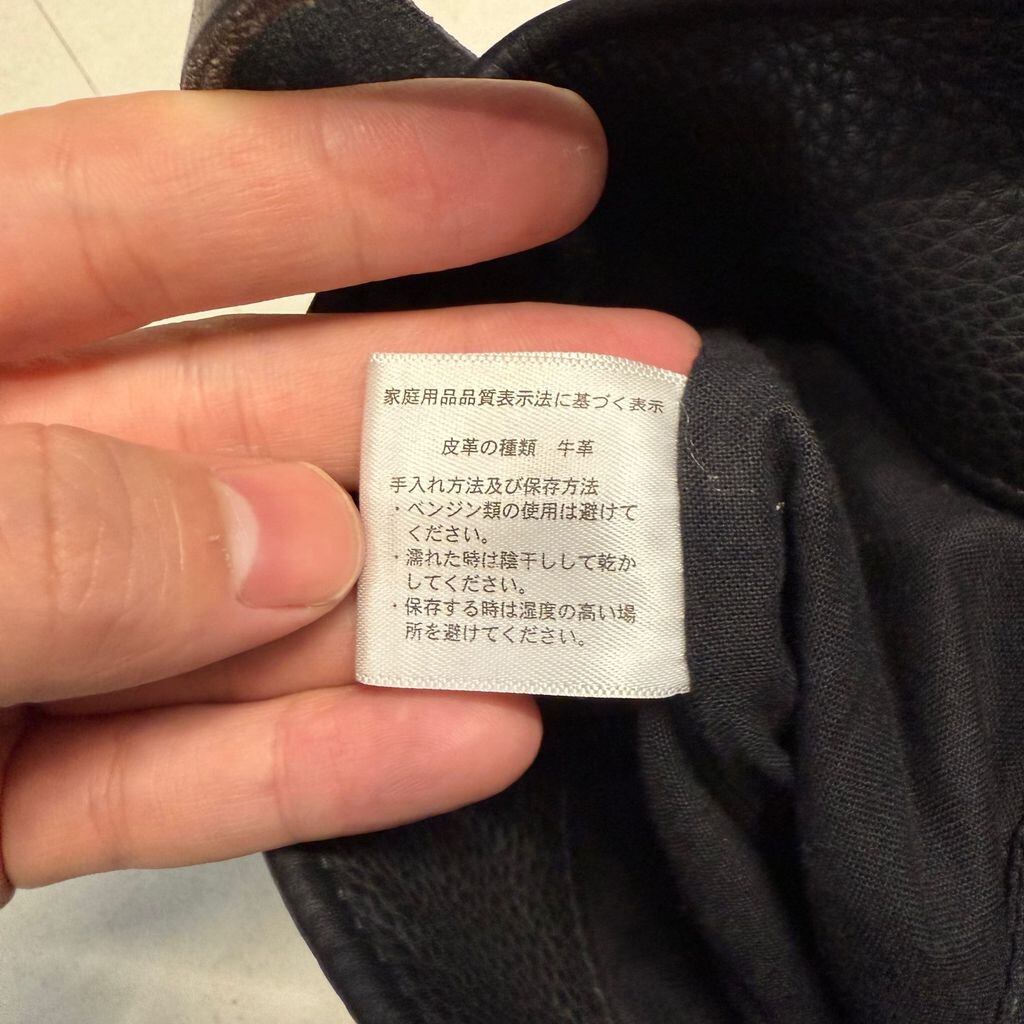 家庭用品品質表示法に基づく表示
皮革の種類　牛革
手入れ方法及び保存方法
・ベンジン類の使用は避けて
ください。
・濡れた時は陰干しして乾か
してください。
・保存する時は湿度の高い場
所を避けてください。